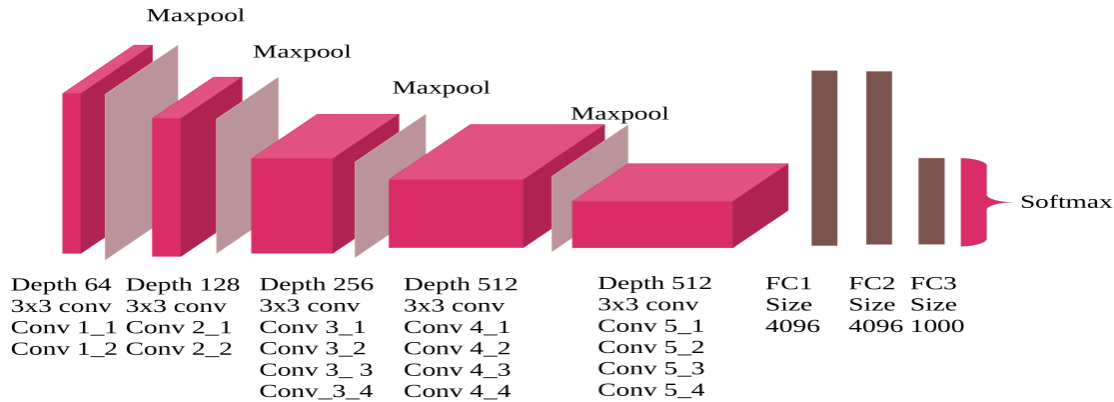 Maxpool
Maxpool
Maxpool
Maxpool
Softmax
Depth 64
3x3 conv
Conv 1_1
Conv 1_2
Depth 128
3x3 conv
Conv 2_1
Conv 2_2
Depth 256
3x3 conv
Conv 3_1
Conv 3_2
Conv 3_ 3
Conv_3_4
Depth 512
3x3 conv
Conv 4_1
Conv 4_2
Conv 4_3
Conv 4_4
Depth 512
3x3 conv
Conv 5_1
Conv 5_2
Conv 5_3
Conv 5_4
FC1
Size
4096
FC2
Size
4096
FC3
Size
1000